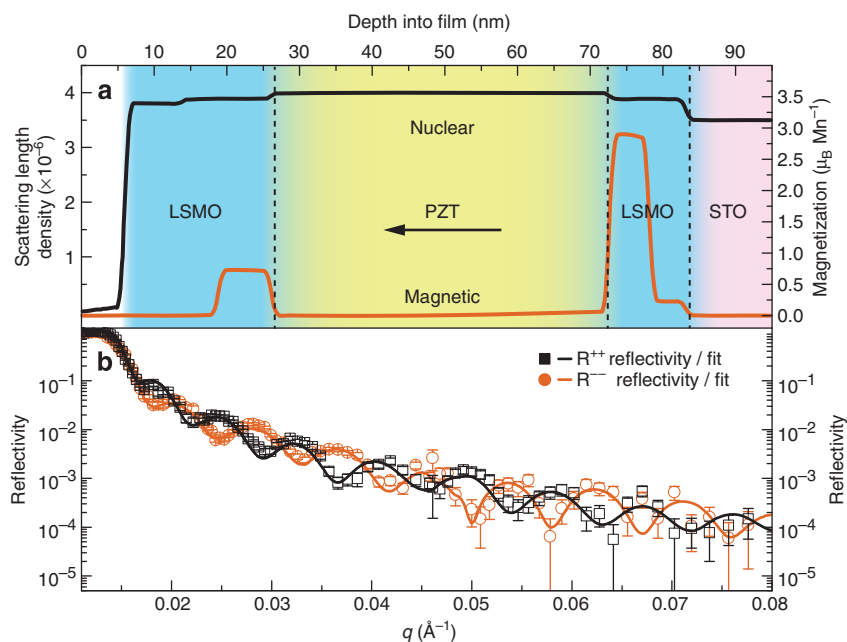 Depth into film (nm)
0 10 20 30 40 50 60 70 80 90
a
Scattering length
density (×10⁻⁶)
4
3
2
1
Nuclear
LSMO
PZT
LSMO
STO
Magnetic
3.5
3.0
2.5
2.0
1.5
1.0
0.5
0.0
Magnetization (μB Mn⁻¹)
b
R⁺⁺ reflectivity / fit
R⁻⁻ reflectivity / fit
Reflectivity
10⁻¹
10⁻²
10⁻³
10⁻⁴
10⁻⁵
10⁻¹
10⁻²
10⁻³
10⁻⁴
10⁻⁵
Reflectivity
0.02 0.03 0.04 0.05 0.06 0.07 0.08
q (Å⁻¹)